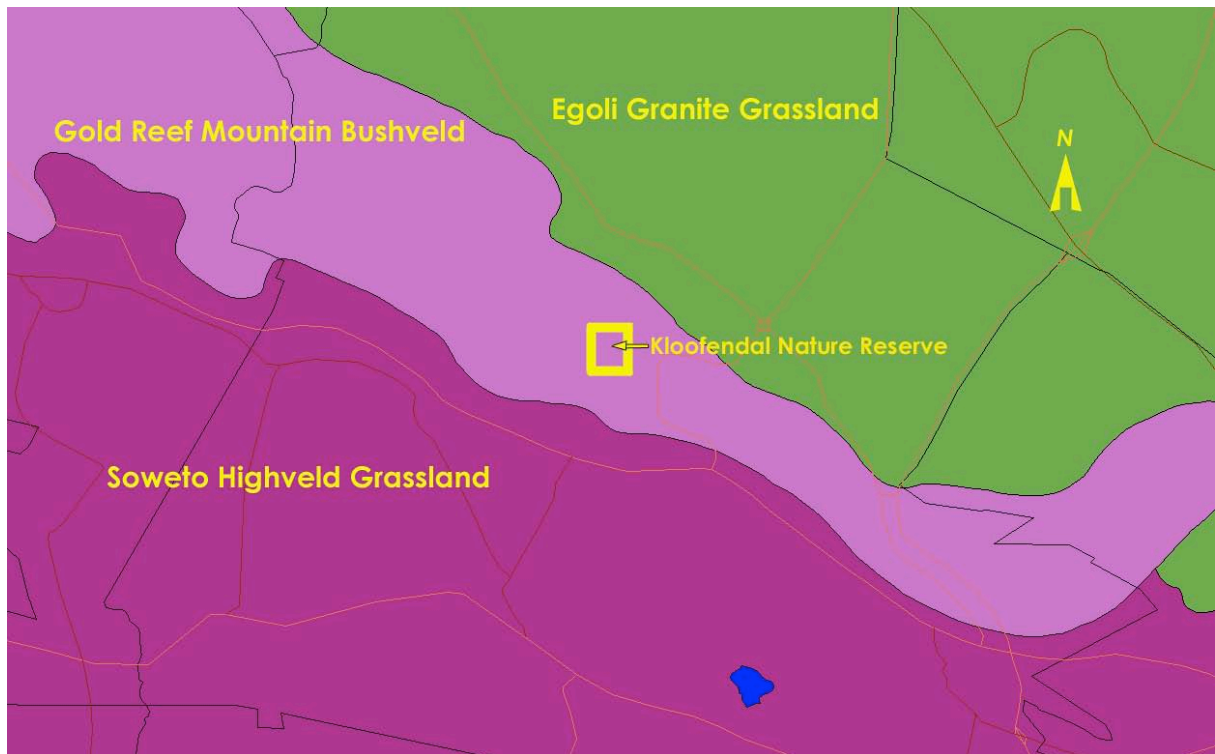 Egoli Granite Grassland
Gold Reef Mountain Bushveld
N
Kloofendal Nature Reserve
Soweto Highveld Grassland